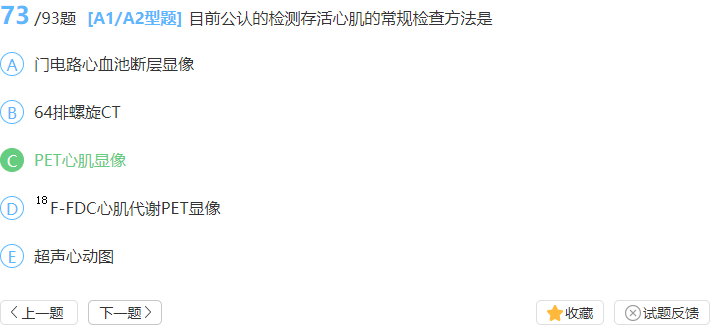 73 /93题 [A1/A2型题] 目前公认的检测存活心肌的常规检查方法是
A 门电路心血池断层显像
B 64排螺旋CT
C PET心肌显像
D 18F-FDC心肌代谢PET显像
E 超声心动图
上一题 下一题 收藏 试题反馈